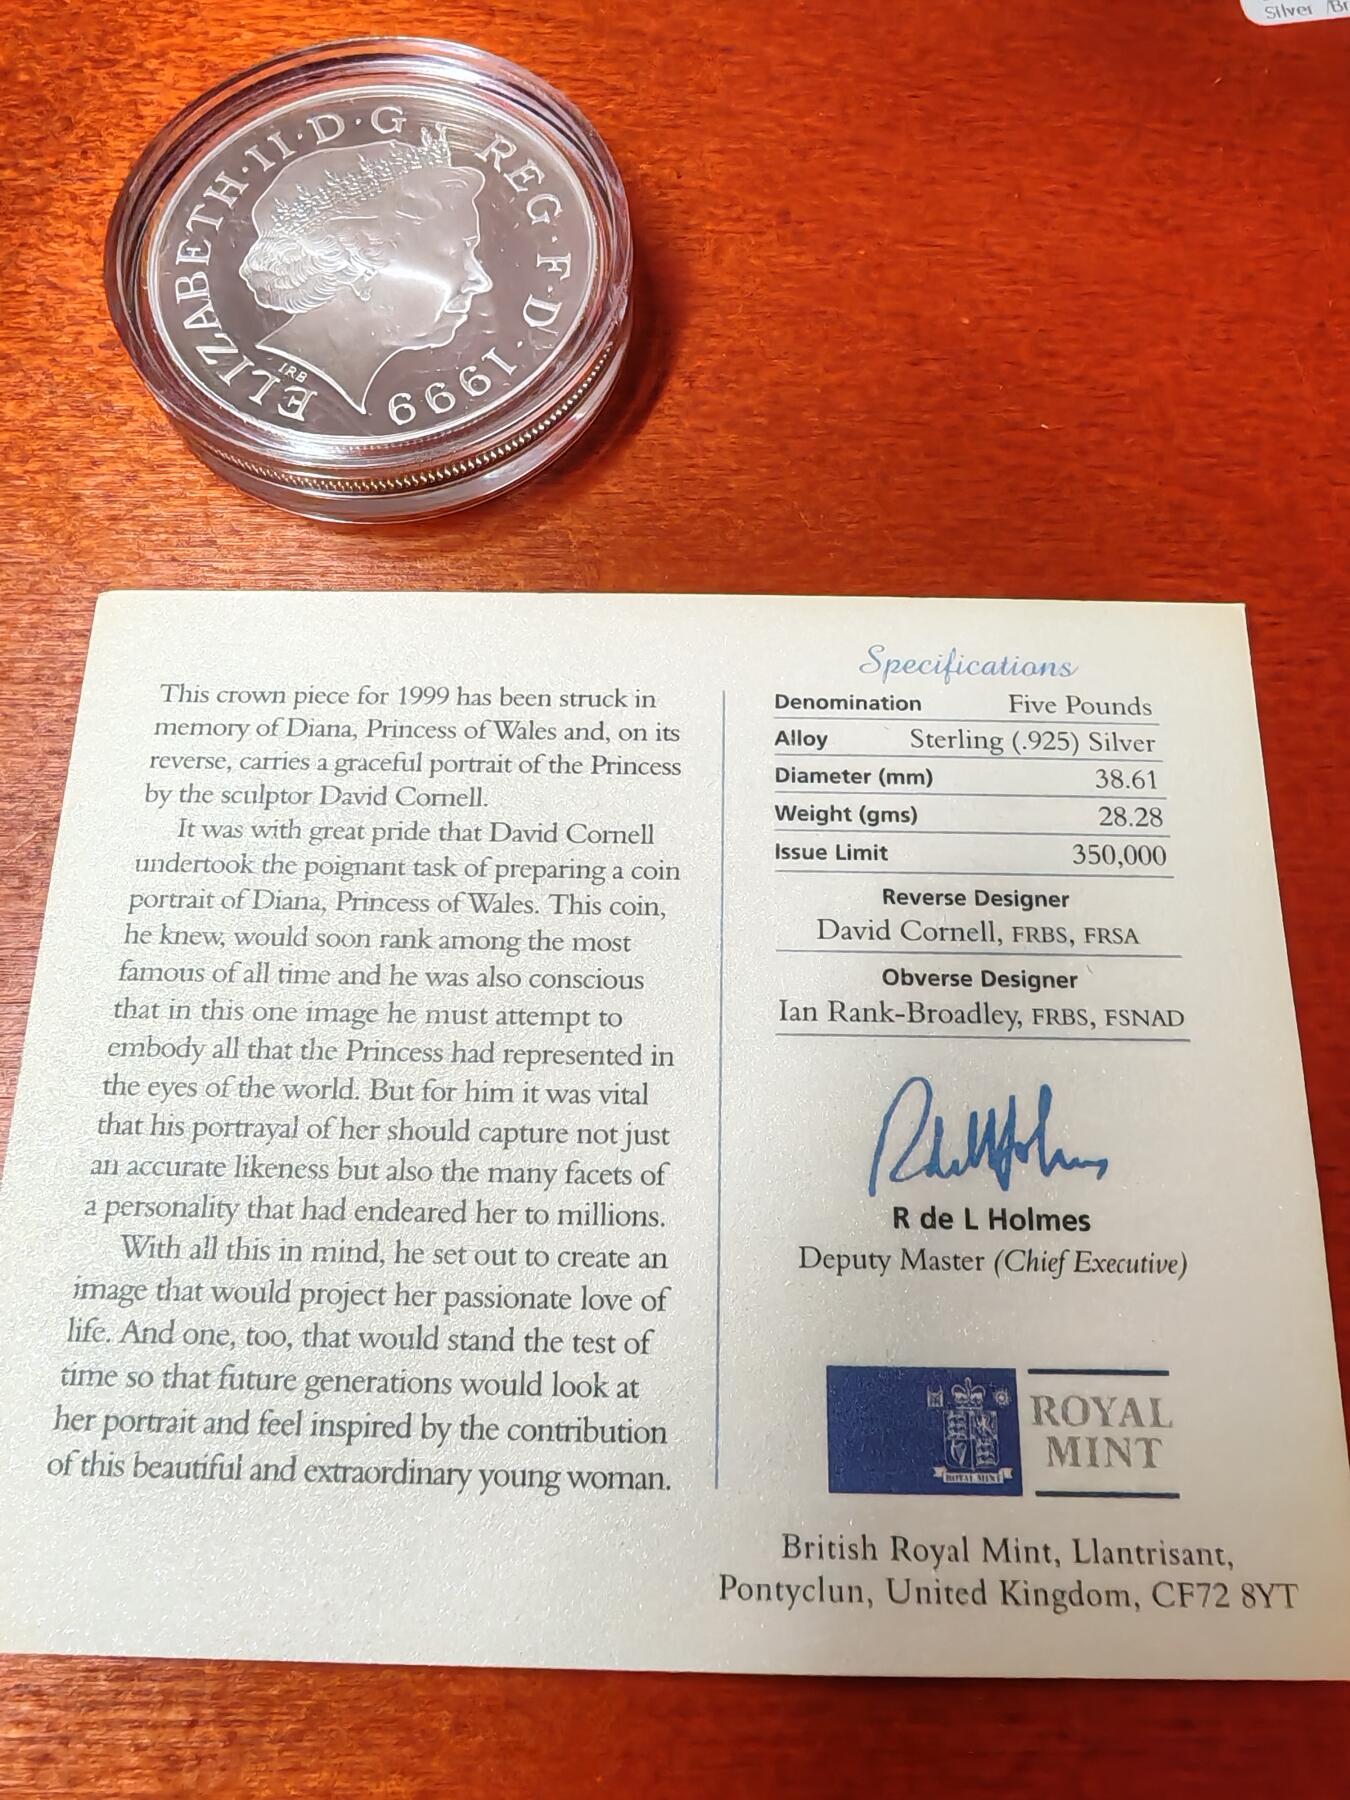 Silver
ELIZABETH·II·D·G REG·F·D·1999
IRB
This crown piece for 1999 has been struck in
memory of Diana, Princess of Wales and, on its
reverse, carries a graceful portrait of the Princess
by the sculptor David Cornell.
It was with great pride that David Cornell
undertook the poignant task of preparing a coin
portrait of Diana, Princess of Wales. This coin,
he knew, would soon rank among the most
famous of all time and he was also conscious
that in this one image he must attempt to
embody all that the Princess had represented in
the eyes of the world. But for him it was vital
that his portrayal of her should capture not just
an accurate likeness but also the many facets of
a personality that had endeared her to millions.
With all this in mind, he set out to create an
image that would project her passionate love of
life. And one, too, that would stand the test of
time so that future generations would look at
her portrait and feel inspired by the contribution
of this beautiful and extraordinary young woman.
Specifications
Denomination Five Pounds
Alloy Sterling (.925) Silver
Diameter (mm) 38.61
Weight (gms) 28.28
Issue Limit 350,000
Reverse Designer
David Cornell, FRBS, FRSA
Obverse Designer
Ian Rank-Broadley, FRBS, FSNAD
R de L Holmes
Deputy Master (Chief Executive)
ROYAL MINT
ROYAL
MINT
British Royal Mint, Llantrisant,
Pontyclun, United Kingdom, CF72 8YT